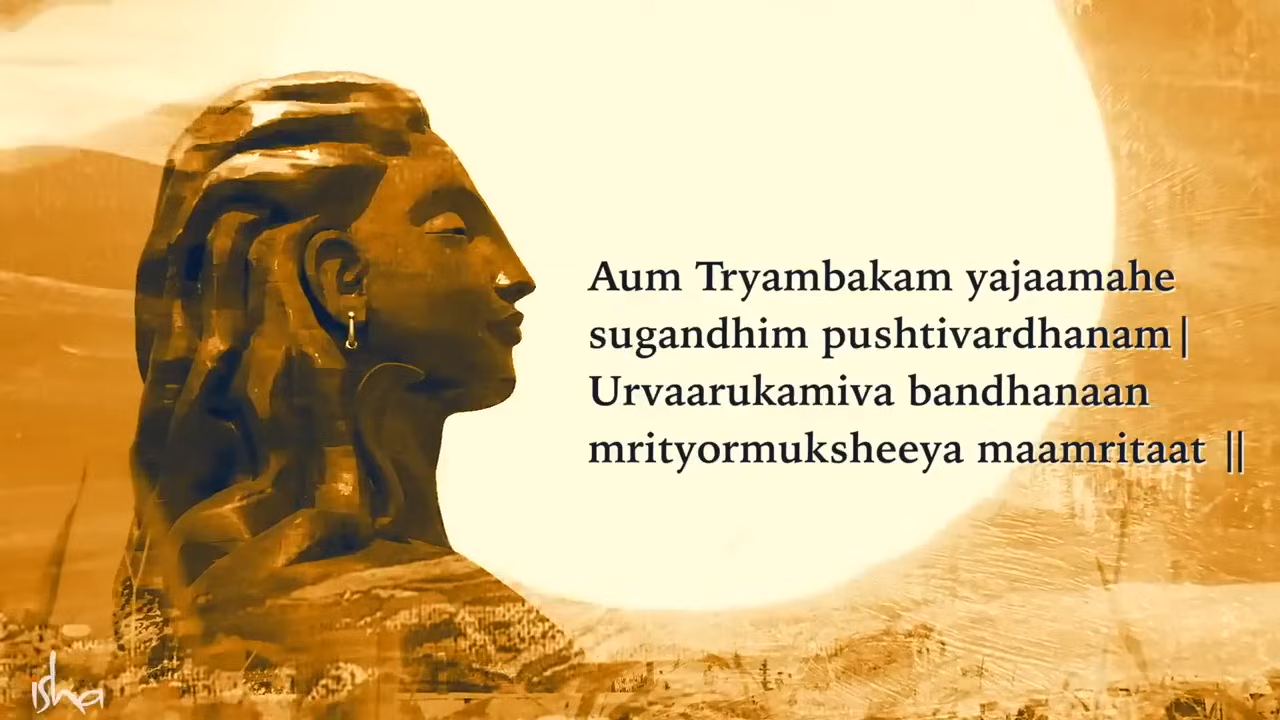 Aum Tryambakam yajaamahe
sugandhim pushtivardhanam|
Urvaarukamiva bandhanaan
mrityormuksheeya maamritaat ||
isha